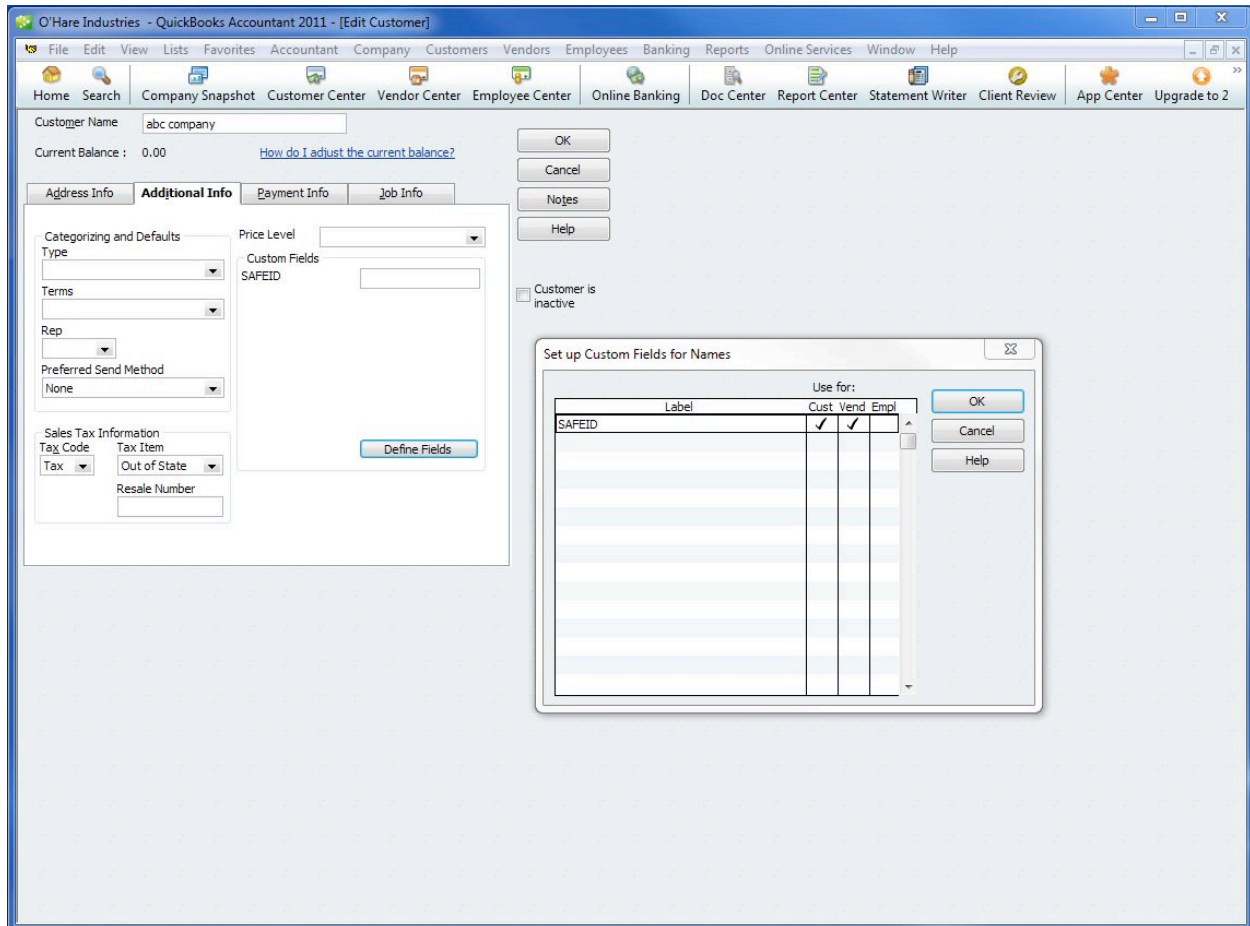 O'Hare Industries - QuickBooks Accountant 2011 - [Edit Customer]
File Edit View Lists Favorites Accountant Company Customers Vendors Employees Banking Reports Online Services Window Help
Home Search Company Snapshot Customer Center Vendor Center Employee Center Online Banking Doc Center Report Center Statement Writer Client Review App Center Upgrade to 2
Customer Name abc company
Current Balance : 0.00 How do I adjust the current balance?
OK
Cancel
Notes
Help
Address Info Additional Info Payment Info Job Info
Categorizing and Defaults
Type
Terms
Rep
Preferred Send Method
None
Price Level
Custom Fields
SAFEID
Define Fields
Sales Tax Information
Tax Code Tax Item
Tax Out of State
Resale Number
Customer is
inactive
Set up Custom Fields for Names
Use for:
Label Cust Vend Empl
SAFEID ✓ ✓
OK
Cancel
Help